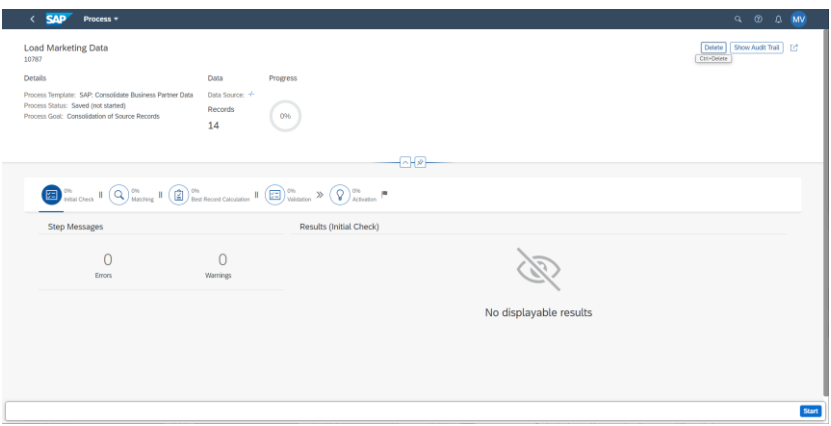 SAP Process
MV
Load Marketing Data
10787
Delete Show Audit Trail
Ctrl+Delete
Details Data Progress
Process Template: SAP: Consolidate Business Partner Data
Process Status: Saved (not started)
Process Goal: Consolidation of Source Records
Data Source: -/-
Records
14
0%
0% Initial Check
0% Matching
0% Best Record Calculation
0% Validation
0% Activation
Step Messages
Results (Initial Check)
0 0
Errors Warnings
No displayable results
Start